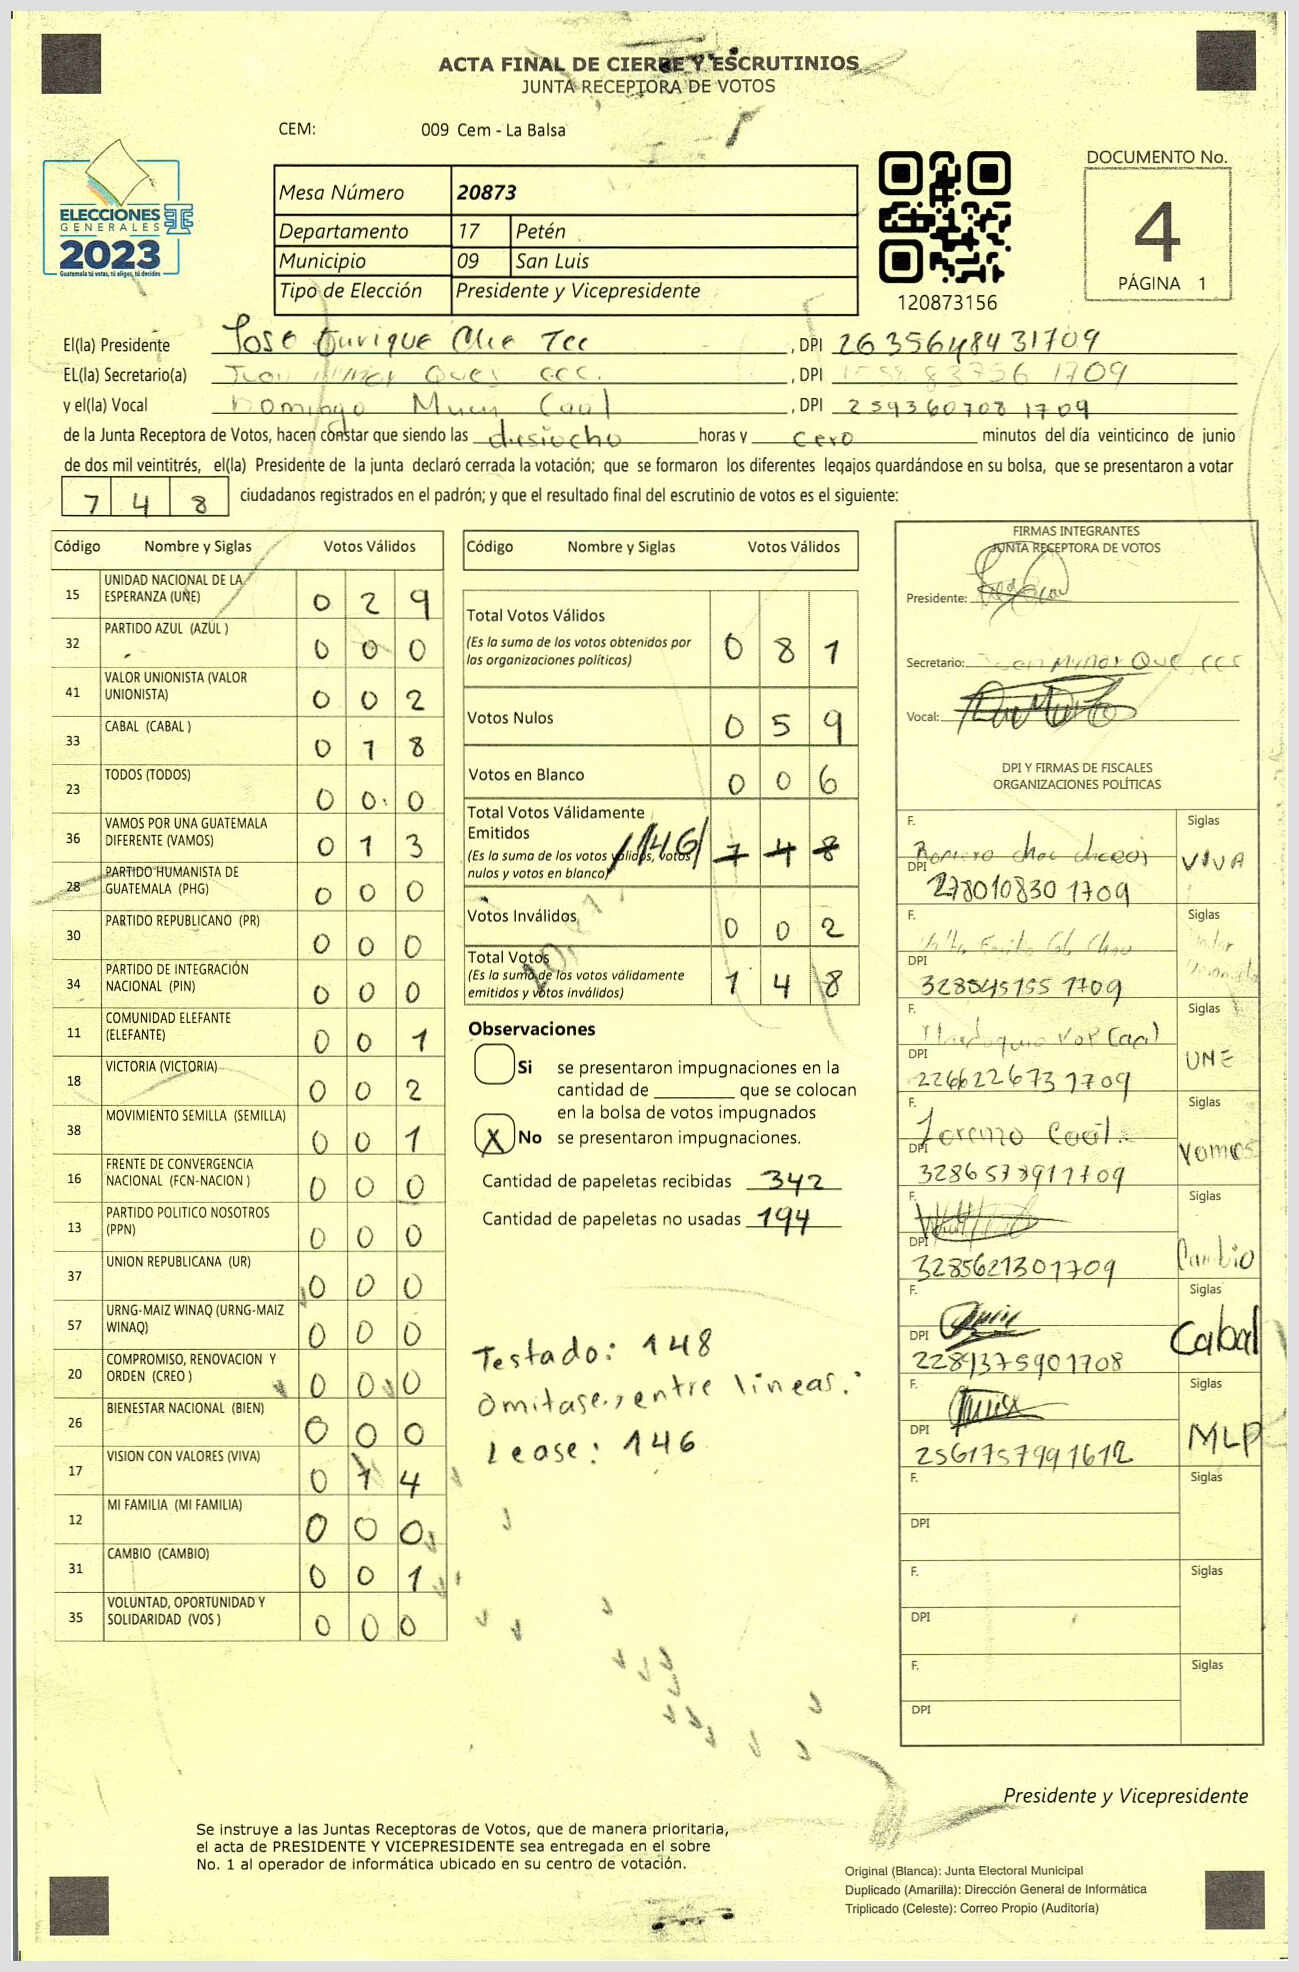 ACTA FINAL DE CIERRE Y ESCRUTINIOS
JUNTA RECEPTORA DE VOTOS
CEM: 009 Cem - La Balsa
ELECCIONES
GENERALES
2023
Guatemala tú votas, tú eliges, tú decides
Mesa Número 20873
Departamento 17 Petén
Municipio 09 San Luis
Tipo de Elección Presidente y Vicepresidente
120873156
DOCUMENTO No.
4
PÁGINA 1
El(la) Presidente Jose Enrique Che Tec , DPI 2635648431709
EL(la) Secretario(a) Juan Minor Ques , DPI 1709
y el(la) Vocal Domingo Mucu Caal , DPI 2593607081709
de la Junta Receptora de Votos, hacen constar que siendo las desiocho horas y cero minutos del día veinticinco de junio
de dos mil veintitrés, el(la) Presidente de la junta declaró cerrada la votación; que se formaron los diferentes legajos guardándose en su bolsa, que se presentaron a votar
748 ciudadanos registrados en el padrón; y que el resultado final del escrutinio de votos es el siguiente:
Código Nombre y Siglas Votos Válidos
15 UNIDAD NACIONAL DE LA ESPERANZA (UNE) 0 2 9
32 PARTIDO AZUL (AZUL ) 0 0 0
41 VALOR UNIONISTA (VALOR UNIONISTA) 0 0 2
33 CABAL (CABAL ) 0 1 8
23 TODOS (TODOS) 0 0 0
36 VAMOS POR UNA GUATEMALA DIFERENTE (VAMOS) 0 1 3
28 PARTIDO HUMANISTA DE GUATEMALA (PHG) 0 0 0
30 PARTIDO REPUBLICANO (PR) 0 0 0
34 PARTIDO DE INTEGRACIÓN NACIONAL (PIN) 0 0 0
11 COMUNIDAD ELEFANTE (ELEFANTE) 0 0 1
18 VICTORIA (VICTORIA) 0 0 2
38 MOVIMIENTO SEMILLA (SEMILLA) 0 0 1
16 FRENTE DE CONVERGENCIA NACIONAL (FCN-NACION ) 0 0 0
13 PARTIDO POLITICO NOSOTROS (PPN) 0 0 0
37 UNION REPUBLICANA (UR) 0 0 0
57 URNG-MAIZ WINAQ (URNG-MAIZ WINAQ) 0 0 0
20 COMPROMISO, RENOVACION Y ORDEN (CREO ) 0 0 0
26 BIENESTAR NACIONAL (BIEN) 0 0 0
17 VISION CON VALORES (VIVA) 0 1 4
12 MI FAMILIA (MI FAMILIA) 0 0 0
31 CAMBIO (CAMBIO) 0 0 1
35 VOLUNTAD, OPORTUNIDAD Y SOLIDARIDAD (VOS ) 0 0 0
Código Nombre y Siglas Votos Válidos
Total Votos Válidos 0 8 1
(Es la suma de los votos obtenidos por
las organizaciones políticas)
Votos Nulos 0 5 9
Votos en Blanco 0 0 6
Total Votos Válidamente
Emitidos /146/ 7 4 8
(Es la suma de los votos válidos, votos
nulos y votos en blanco)
Votos Inválidos 0 0 2
Total Votos 1 4 8
(Es la suma de los votos válidamente
emitidos y votos inválidos)
Observaciones
Si se presentaron impugnaciones en la
cantidad de ________ que se colocan
en la bolsa de votos impugnados
X No se presentaron impugnaciones.
Cantidad de papeletas recibidas 342
Cantidad de papeletas no usadas 194
Testado: 148
Omitase, entre líneas.
Lease: 146
FIRMAS INTEGRANTES
JUNTA RECEPTORA DE VOTOS
Presidente:
Secretario: Juan Minor Que
Vocal:
DPI Y FIRMAS DE FISCALES
ORGANIZACIONES POLÍTICAS
F. Romero Choc Siglas
DPI 2780108301709 VIVA
F. Siglas
DPI 3285451551709
F. Caal Siglas
DPI 2266226731709 UNE
F. Lorenzo Caal Siglas
DPI 3286578911709 Vamos
F. Siglas
DPI 3285621301709 Cambio
F. Siglas
DPI 2284375901708 Cabal
F. Siglas
DPI 2561757991612 MLP
F. Siglas
DPI
F. Siglas
DPI
F. Siglas
DPI
Presidente y Vicepresidente
Se instruye a las Juntas Receptoras de Votos, que de manera prioritaria,
el acta de PRESIDENTE Y VICEPRESIDENTE sea entregada en el sobre
No. 1 al operador de informática ubicado en su centro de votación.
Original (Blanca): Junta Electoral Municipal
Duplicado (Amarilla): Dirección General de Informática
Triplicado (Celeste): Correo Propio (Auditoría)